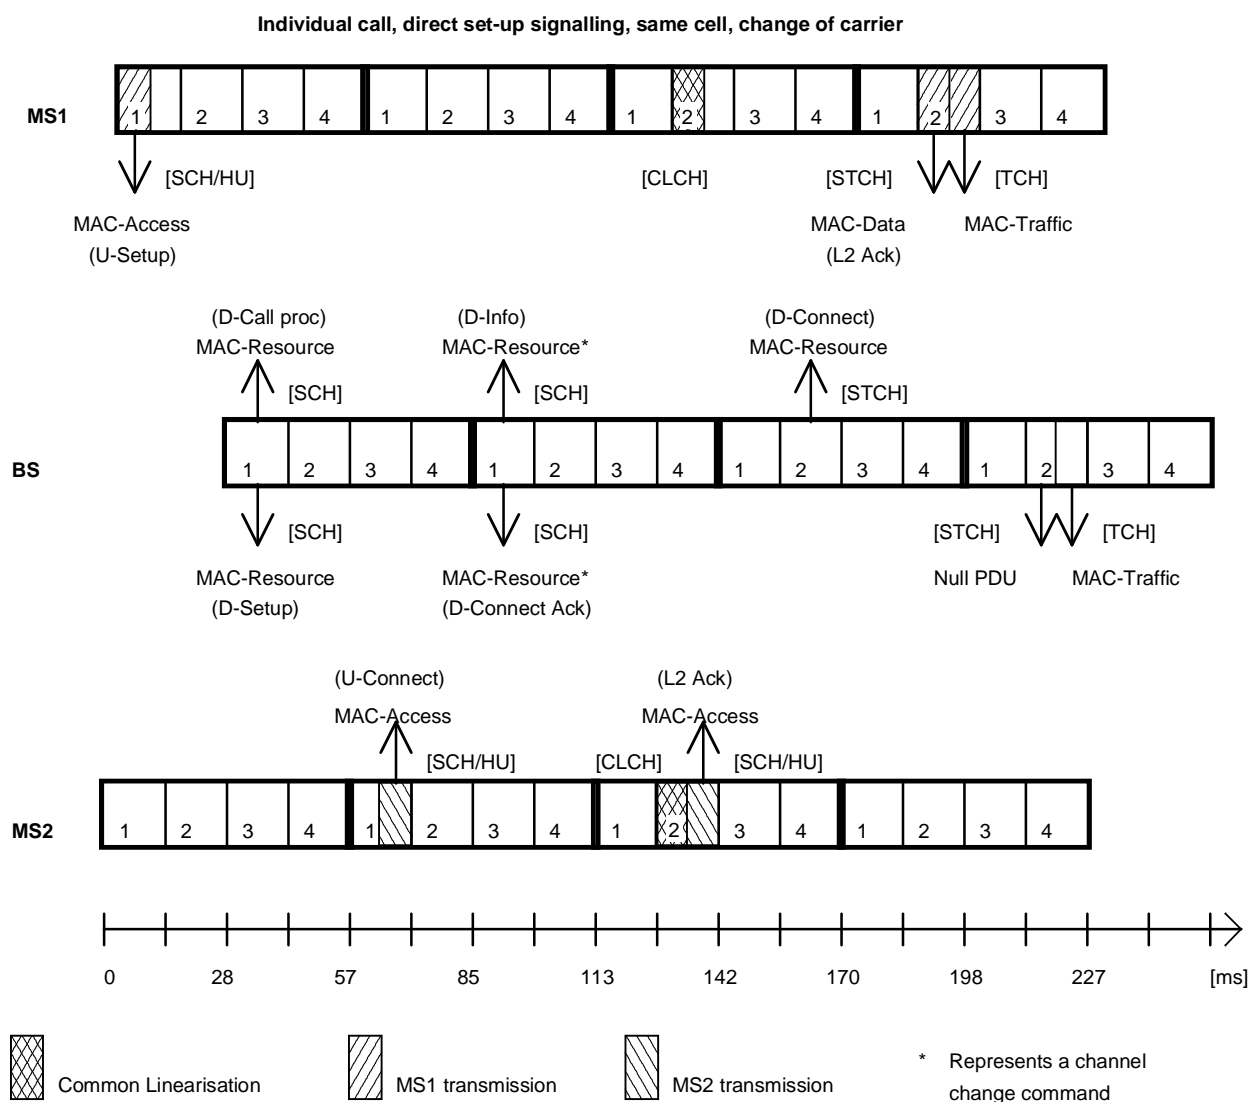 Individual call, direct set-up signalling, same cell, change of carrier
MS1
1 2 3 4 1 2 3 4 1 2 3 4 1 2 3 4
[SCH/HU] [CLCH] [STCH] [TCH]
MAC-Access MAC-Data MAC-Traffic
(U-Setup) (L2 Ack)
(D-Call proc) (D-Info) (D-Connect)
MAC-Resource MAC-Resource* MAC-Resource
[SCH] [SCH] [STCH]
BS
1 2 3 4 1 2 3 4 1 2 3 4 1 2 3 4
[SCH] [SCH] [STCH] [TCH]
MAC-Resource MAC-Resource* Null PDU MAC-Traffic
(D-Setup) (D-Connect Ack)
(U-Connect) (L2 Ack)
MAC-Access MAC-Access
[SCH/HU] [CLCH] [SCH/HU]
MS2
1 2 3 4 1 2 3 4 1 2 3 4 1 2 3 4
0 28 57 85 113 142 170 198 227 [ms]
Common Linearisation MS1 transmission MS2 transmission * Represents a channel
change command